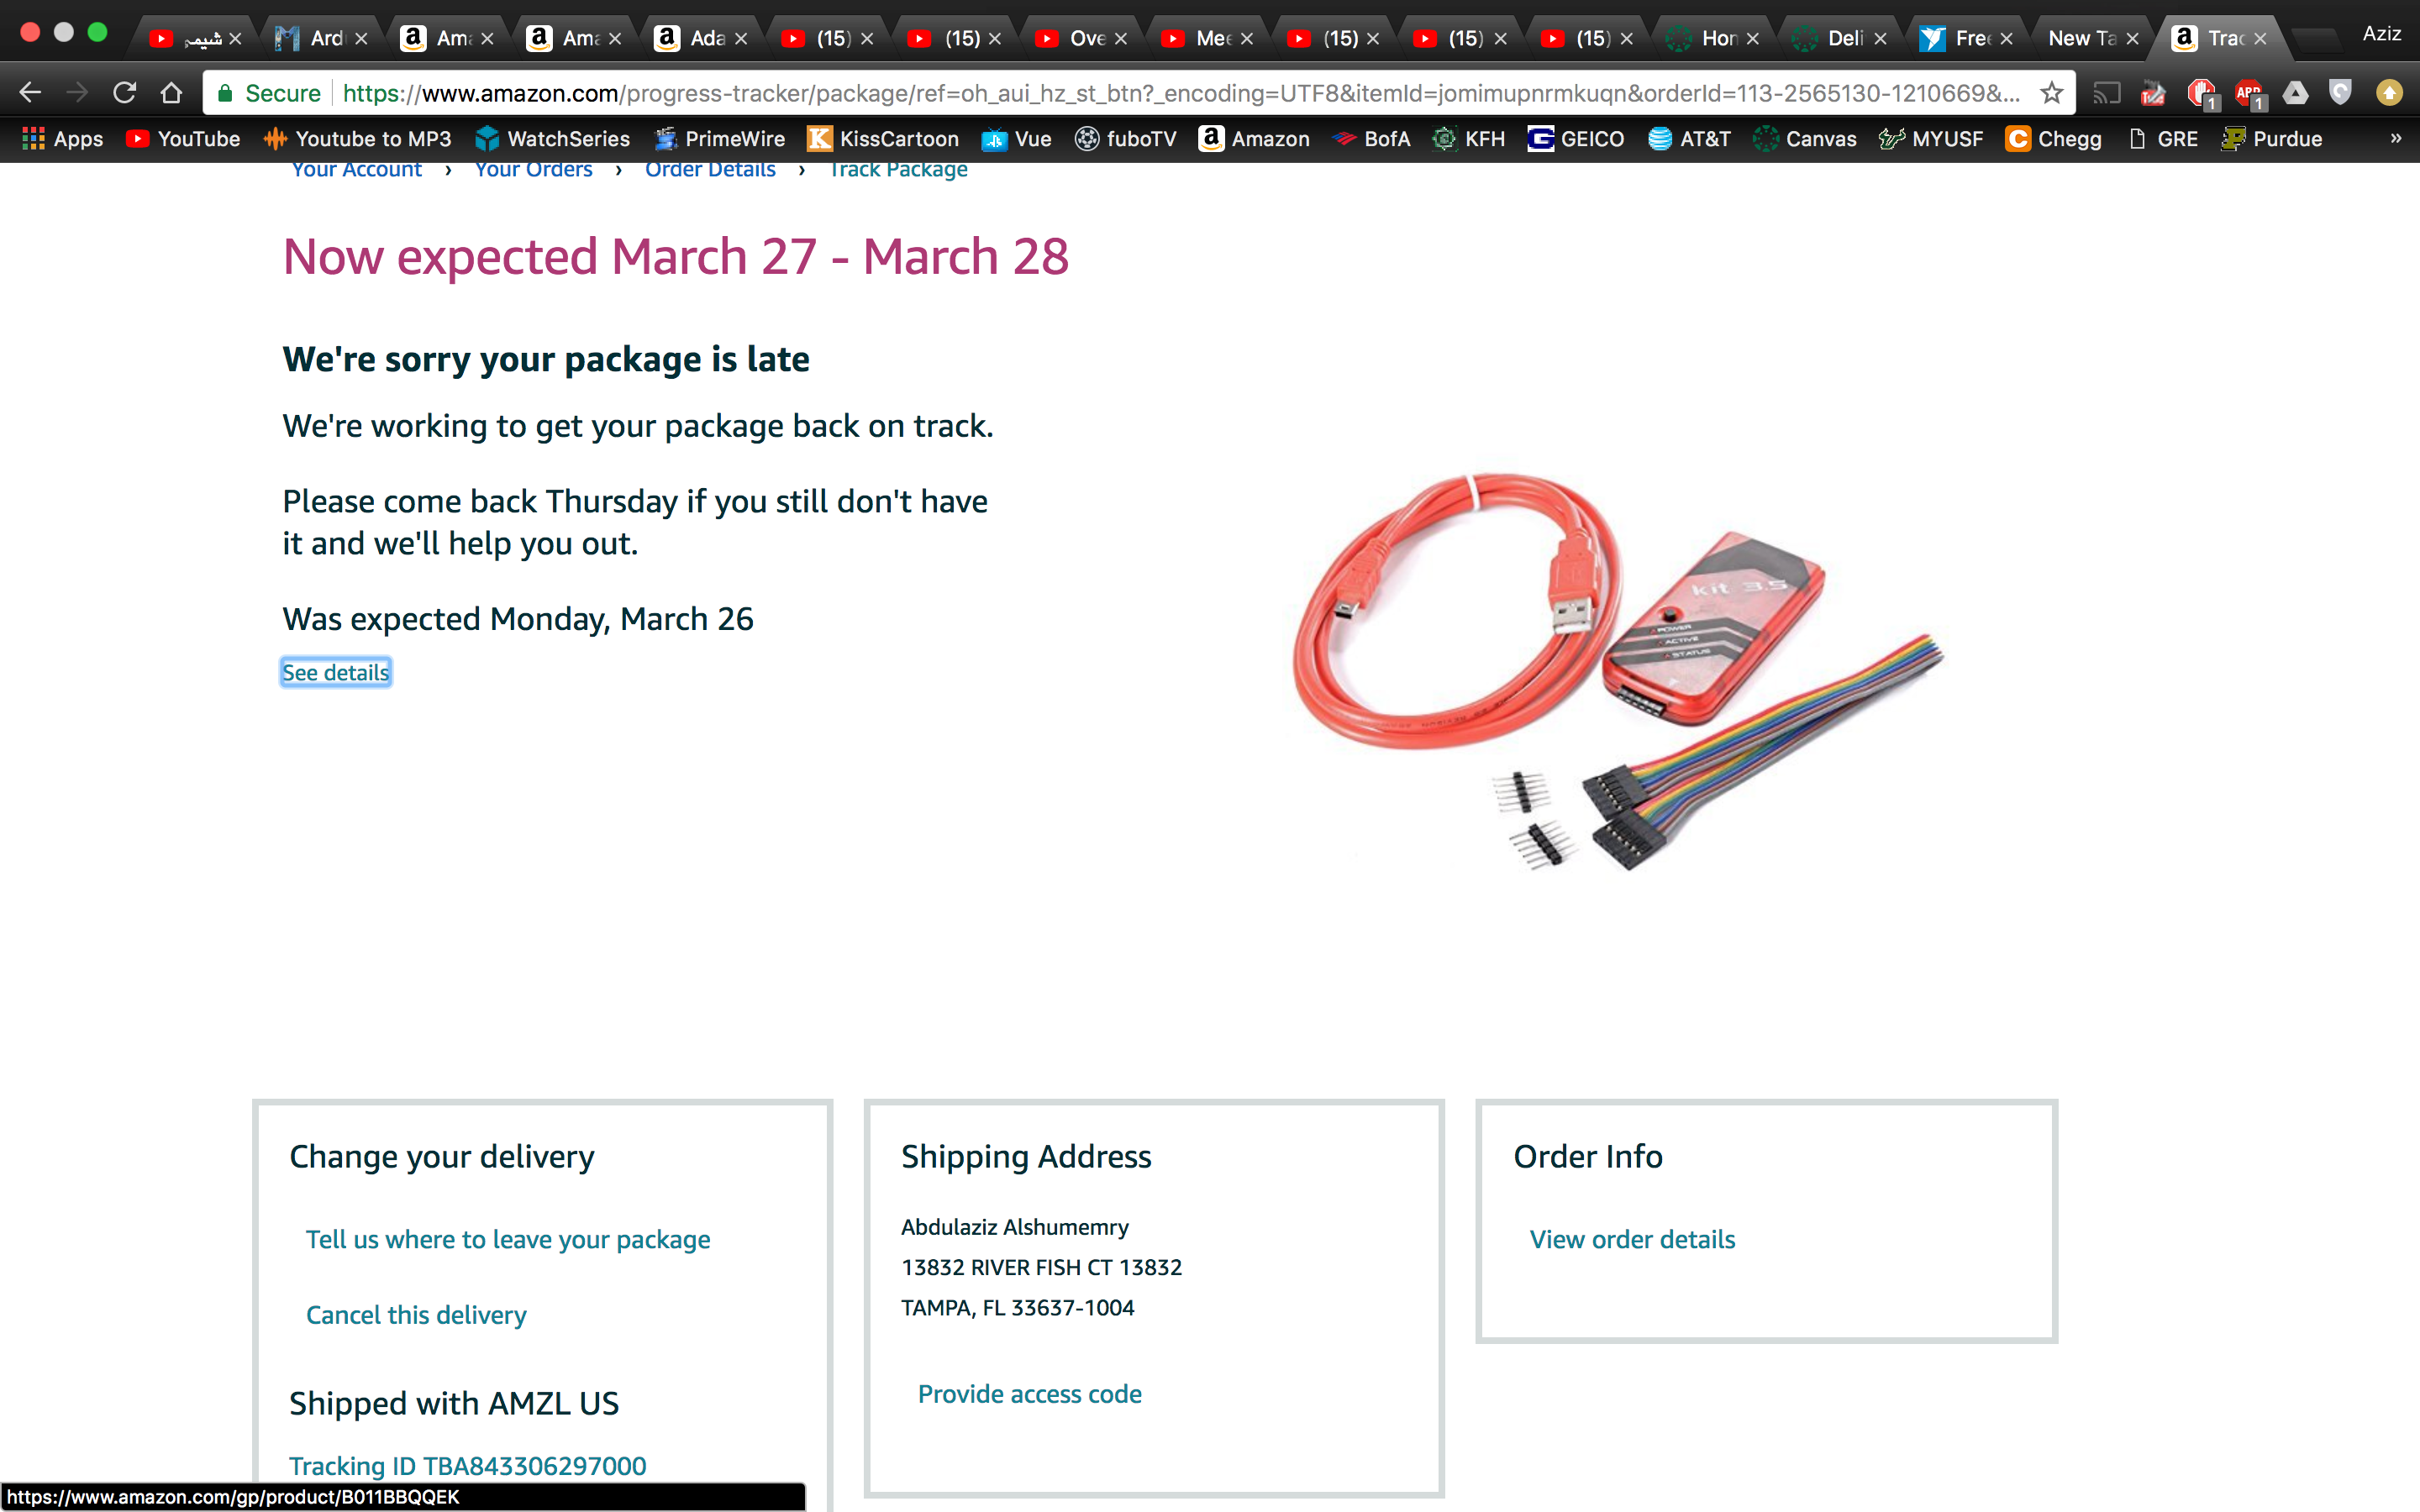 شيمي
Ard
Ama
Ama
Ada
(15)
(15)
Ove
Mee
(15)
(15)
(15)
Hon
Deli
Free
New Ta
Trac
Aziz
Secure https://www.amazon.com/progress-tracker/package/ref=oh_aui_hz_st_btn?_encoding=UTF8&itemId=jomimupnrmkuqn&orderId=113-2565130-1210669&...
1
ABP
1
Apps YouTube Youtube to MP3 WatchSeries PrimeWire KissCartoon Vue fuboTV Amazon BofA KFH GEICO AT&T Canvas MYUSF Chegg GRE Purdue »
Your Account › Your Orders › Order Details › Track Package
Now expected March 27 - March 28
We're sorry your package is late
We're working to get your package back on track.
Please come back Thursday if you still don't have
it and we'll help you out.
Was expected Monday, March 26
See details
kit 3.5
POWER
ACTIVE
STATUS
Change your delivery
Tell us where to leave your package
Cancel this delivery
Shipped with AMZL US
Tracking ID TBA843306297000
Shipping Address
Abdulaziz Alshumemry
13832 RIVER FISH CT 13832
TAMPA, FL 33637-1004
Provide access code
Order Info
View order details
https://www.amazon.com/gp/product/B011BBQQEK